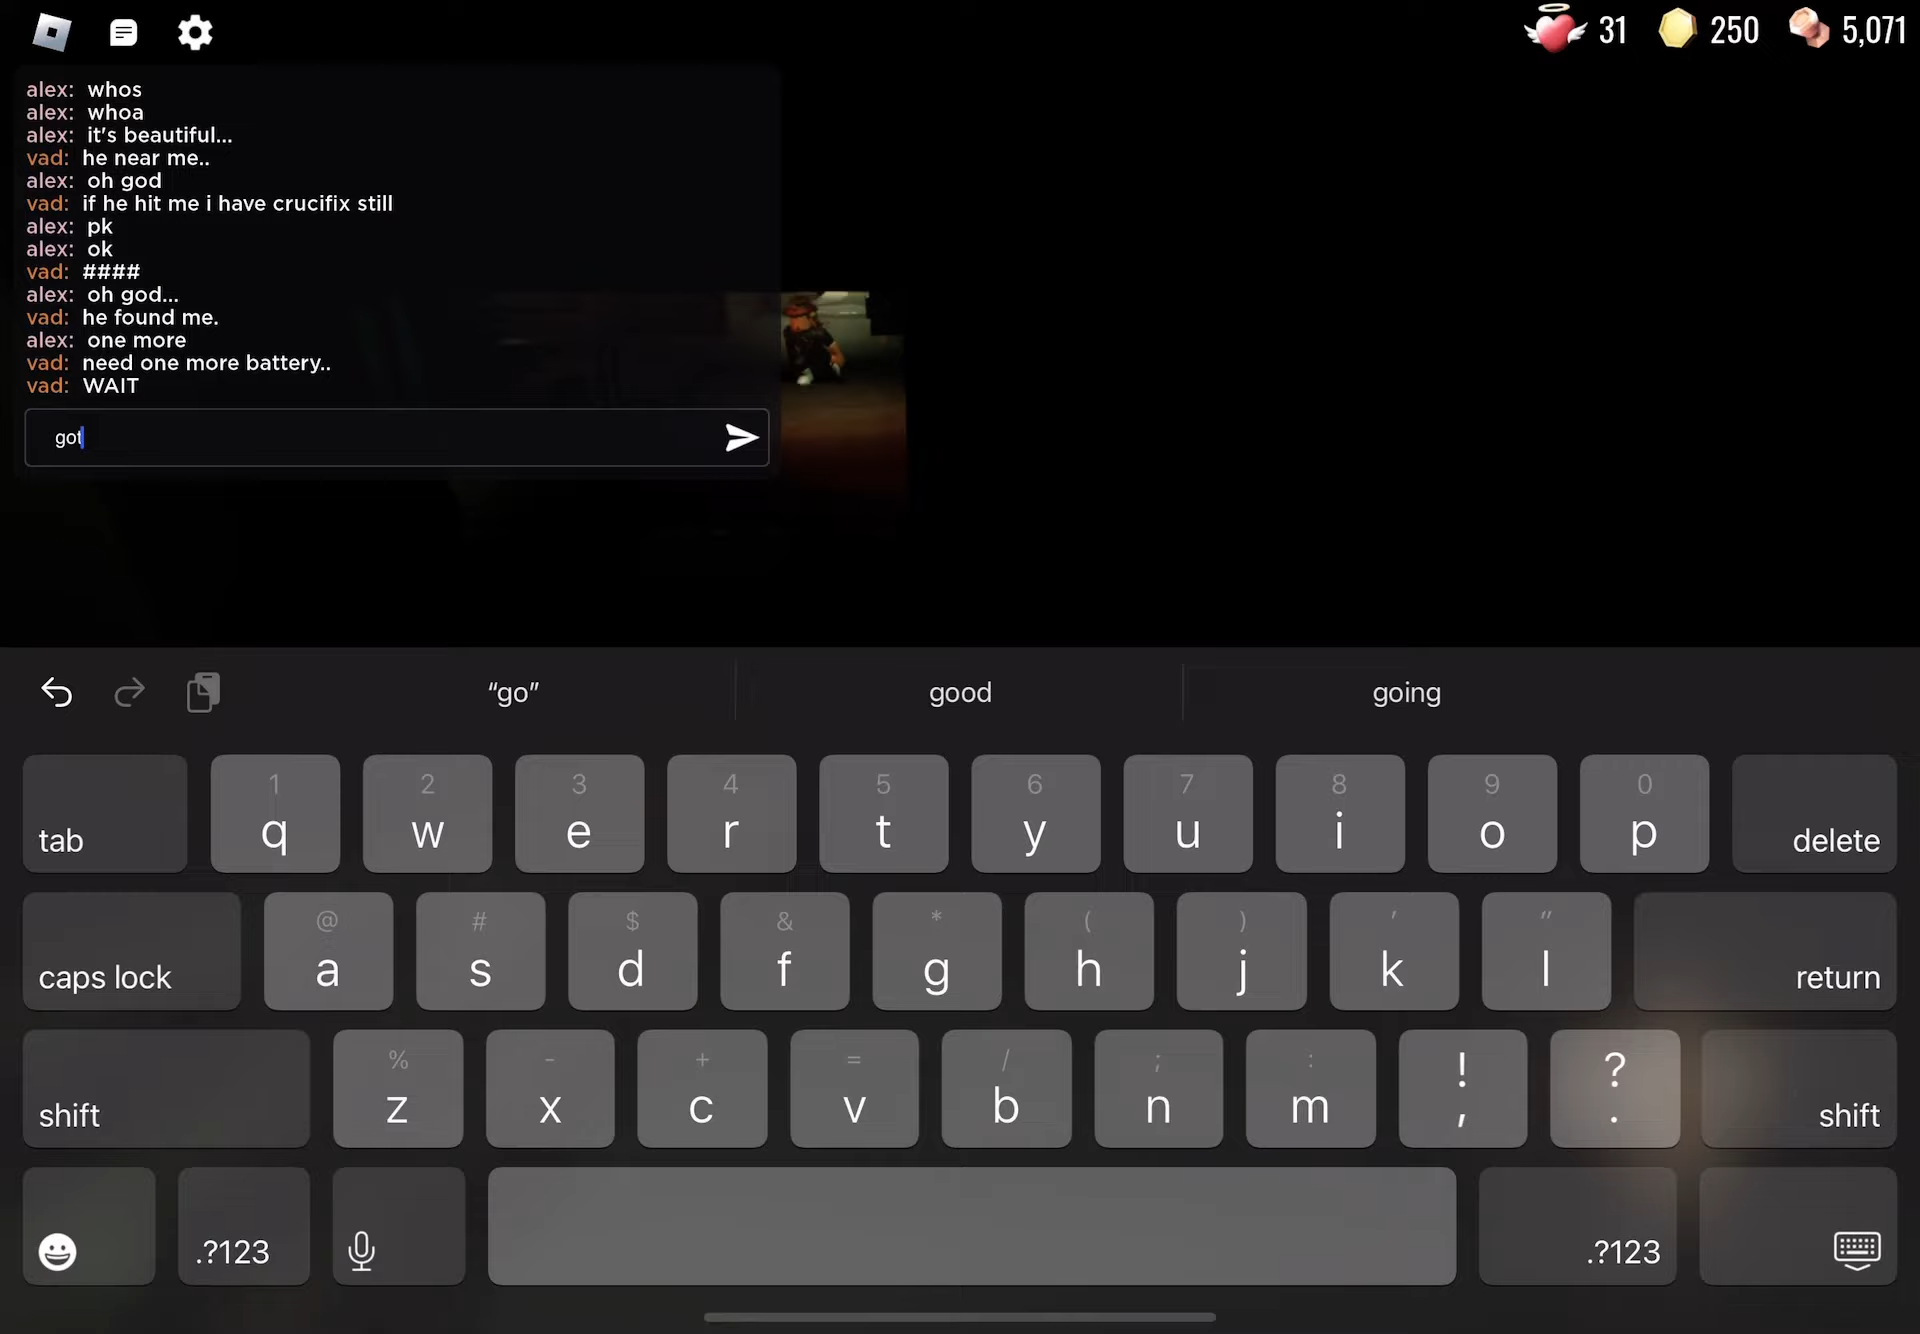 31 250 5,071
alex: whos
alex: whoa
alex: it's beautiful...
vad: he near me..
alex: oh god
vad: if he hit me i have crucifix still
alex: pk
alex: ok
vad: ####
alex: oh god...
vad: he found me.
alex: one more
vad: need one more battery..
vad: WAIT
got
“go” good going
1 2 3 4 5 6 7 8 9 0
tab q w e r t y u i o p delete
@ # $ & * ( ) ' "
caps lock a s d f g h j k l return
% - + = / ; : ! ?
shift z x c v b n m , . shift
.?123 .?123